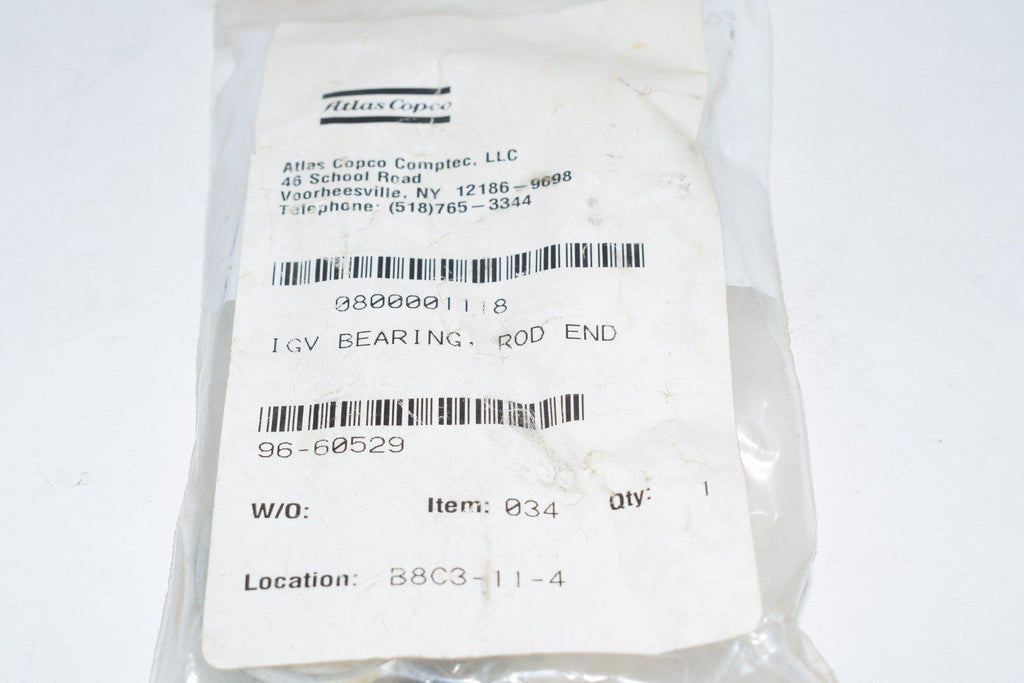 Atlas Copco
Atlas Copco Comptec, LLC
46 School Road
Voorheesville, NY 12186-9698
Telephone: (518)765-3344
0800001118
IGV BEARING, ROD END
96-60529
W/O: Item: 034 Qty: 1
Location: B8C3-11-4